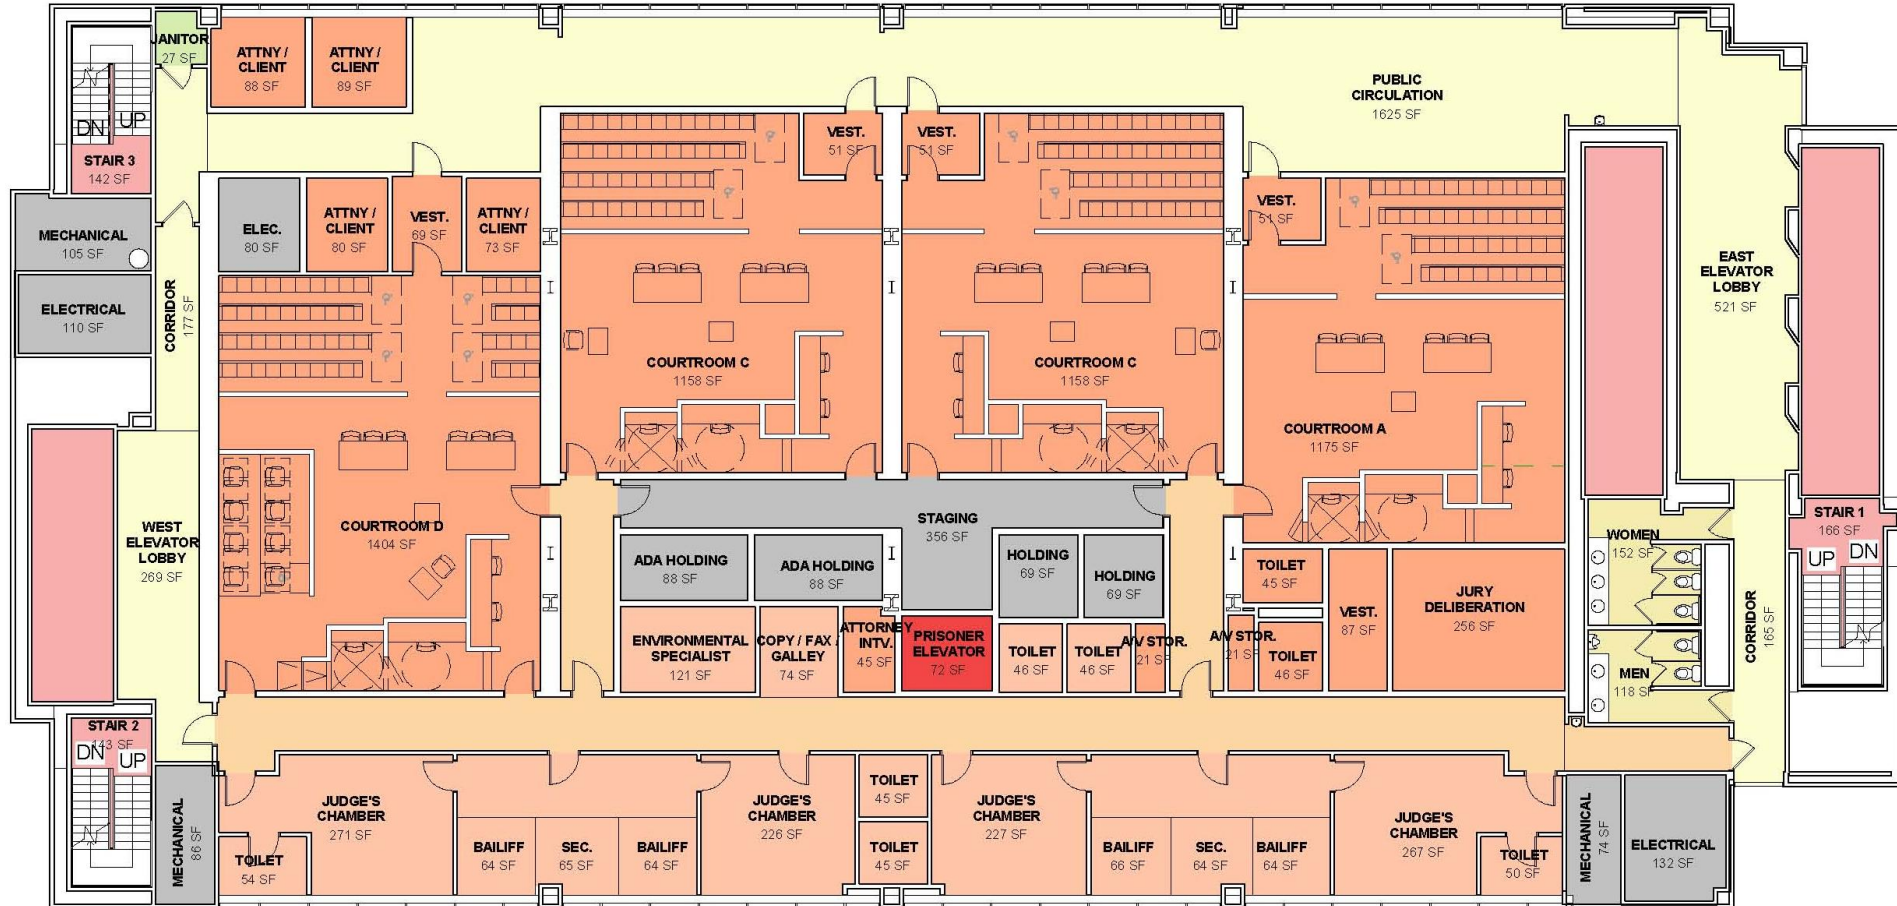 JANITOR
27 SF
ATTNY /
CLIENT
88 SF
ATTNY /
CLIENT
89 SF
PUBLIC
CIRCULATION
1625 SF
DN
UP
STAIR 3
142 SF
VEST.
51 SF
VEST.
51 SF
MECHANICAL
105 SF
ELEC.
80 SF
ATTNY /
CLIENT
80 SF
VEST.
69 SF
ATTNY /
CLIENT
73 SF
VEST.
51 SF
EAST
ELEVATOR
LOBBY
521 SF
ELECTRICAL
110 SF
CORRIDOR
177 SF
COURTROOM C
1158 SF
COURTROOM C
1158 SF
COURTROOM A
1175 SF
WEST
ELEVATOR
LOBBY
269 SF
COURTROOM D
1404 SF
STAGING
356 SF
WOMEN
152 SF
STAIR 1
166 SF
UP
DN
ADA HOLDING
88 SF
ADA HOLDING
88 SF
HOLDING
69 SF
HOLDING
69 SF
TOILET
45 SF
VEST.
87 SF
JURY
DELIBERATION
256 SF
ENVIRONMENTAL
SPECIALIST
121 SF
COPY / FAX /
GALLEY
74 SF
ATTORNEY
INTV.
45 SF
PRISONER
ELEVATOR
72 SF
TOILET
46 SF
TOILET
46 SF
A/V STOR.
21 SF
A/V STOR.
21 SF
TOILET
46 SF
MEN
118 SF
CORRIDOR
165 SF
STAIR 2
143 SF
DN
UP
MECHANICAL
86 SF
JUDGE'S
CHAMBER
271 SF
TOILET
54 SF
BAILIFF
64 SF
SEC.
65 SF
BAILIFF
64 SF
JUDGE'S
CHAMBER
226 SF
TOILET
45 SF
TOILET
45 SF
JUDGE'S
CHAMBER
227 SF
BAILIFF
66 SF
SEC.
64 SF
BAILIFF
64 SF
JUDGE'S
CHAMBER
267 SF
TOILET
50 SF
MECHANICAL
74 SF
ELECTRICAL
132 SF